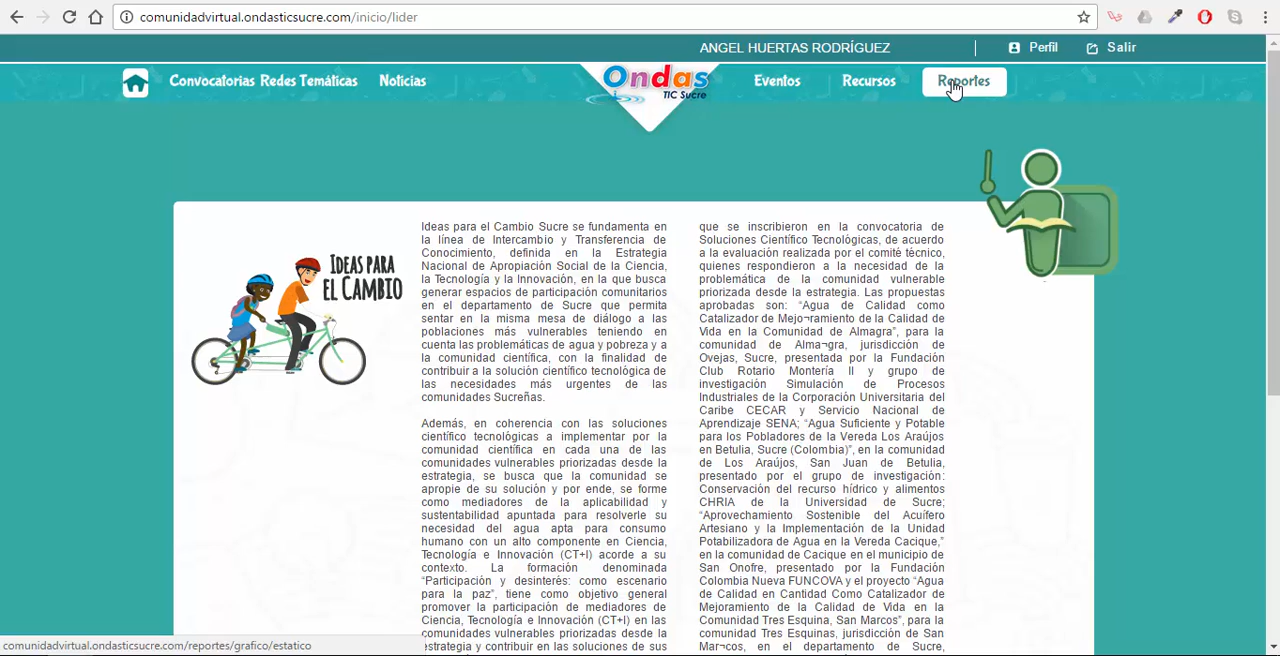 comunidadvirtual.ondasticsucre.com/inicio/lider
ANGEL HUERTAS RODRÍGUEZ
Perfil
Salir
Convocatorias
Redes Temáticas
Noticias
Ondas
TIC Sucre
Eventos
Recursos
Reportes
IDEAS PARA
EL CAMBIO
Ideas para el Cambio Sucre se fundamenta en
la línea de Intercambio y Transferencia de
Conocimiento, definida en la Estrategia
Nacional de Apropiación Social de la Ciencia,
la Tecnología y la Innovación, en la que busca
generar espacios de participación comunitarios
en el departamento de Sucre que permita
sentar en la misma mesa de diálogo a las
poblaciones más vulnerables teniendo en
cuenta las problemáticas de agua y pobreza y a
la comunidad científica, con la finalidad de
contribuir a la solución científico tecnológica de
las necesidades más urgentes de las
comunidades Sucreñas.
Además, en coherencia con las soluciones
científico tecnológicas a implementar por la
comunidad científica en cada una de las
comunidades vulnerables priorizadas desde la
estrategia, se busca que la comunidad se
apropie de su solución y por ende, se forme
como mediadores de la aplicabilidad y
sustentabilidad apuntada para resolverle su
necesidad del agua apta para consumo
humano con un alto componente en Ciencia,
Tecnología e Innovación (CT+I) acorde a su
contexto. La formación denominada
“Participación y desinterés: como escenario
para la paz”, tiene como objetivo general
promover la participación de mediadores de
Ciencia, Tecnología e Innovación (CT+I) en las
comunidades vulnerables priorizadas desde la
estrategia y contribuir en las soluciones de sus
que se inscribieron en la convocatoria de
Soluciones Científico Tecnológicas, de acuerdo
a la evaluación realizada por el comité técnico,
quienes respondieron a la necesidad de la
problemática de la comunidad vulnerable
priorizada desde la estrategia. Las propuestas
aprobadas son: “Agua de Calidad como
Catalizador de Mejo¬ramiento de la Calidad de
Vida en la Comunidad de Almagra”, para la
comunidad de Alma¬gra, jurisdicción de
Ovejas, Sucre, presentada por la Fundación
Club Rotario Montería II y grupo de
investigación Simulación de Procesos
Industriales de la Corporación Universitaria del
Caribe CECAR y Servicio Nacional de
Aprendizaje SENA; “Agua Suficiente y Potable
para los Pobladores de la Vereda Los Araújos
en Betulia, Sucre (Colombia)”, en la comunidad
de Los Araújos, San Juan de Betulia,
presentado por el grupo de investigación:
Conservación del recurso hídrico y alimentos
CHRIA de la Universidad de Sucre;
“Aprovechamiento Sostenible del Acuífero
Artesiano y la Implementación de la Unidad
Potabilizadora de Agua en la Vereda Cacique,”
en la comunidad de Cacique en el municipio de
San Onofre, presentado por la Fundación
Colombia Nueva FUNCOVA y el proyecto “Agua
de Calidad en Cantidad Como Catalizador de
Mejoramiento de la Calidad de Vida en la
Comunidad Tres Esquina, San Marcos”, para la
comunidad Tres Esquinas, jurisdicción de San
Mar¬cos, en el departamento de Sucre,
comunidadvirtual.ondasticsucre.com/reportes/grafico/estatico